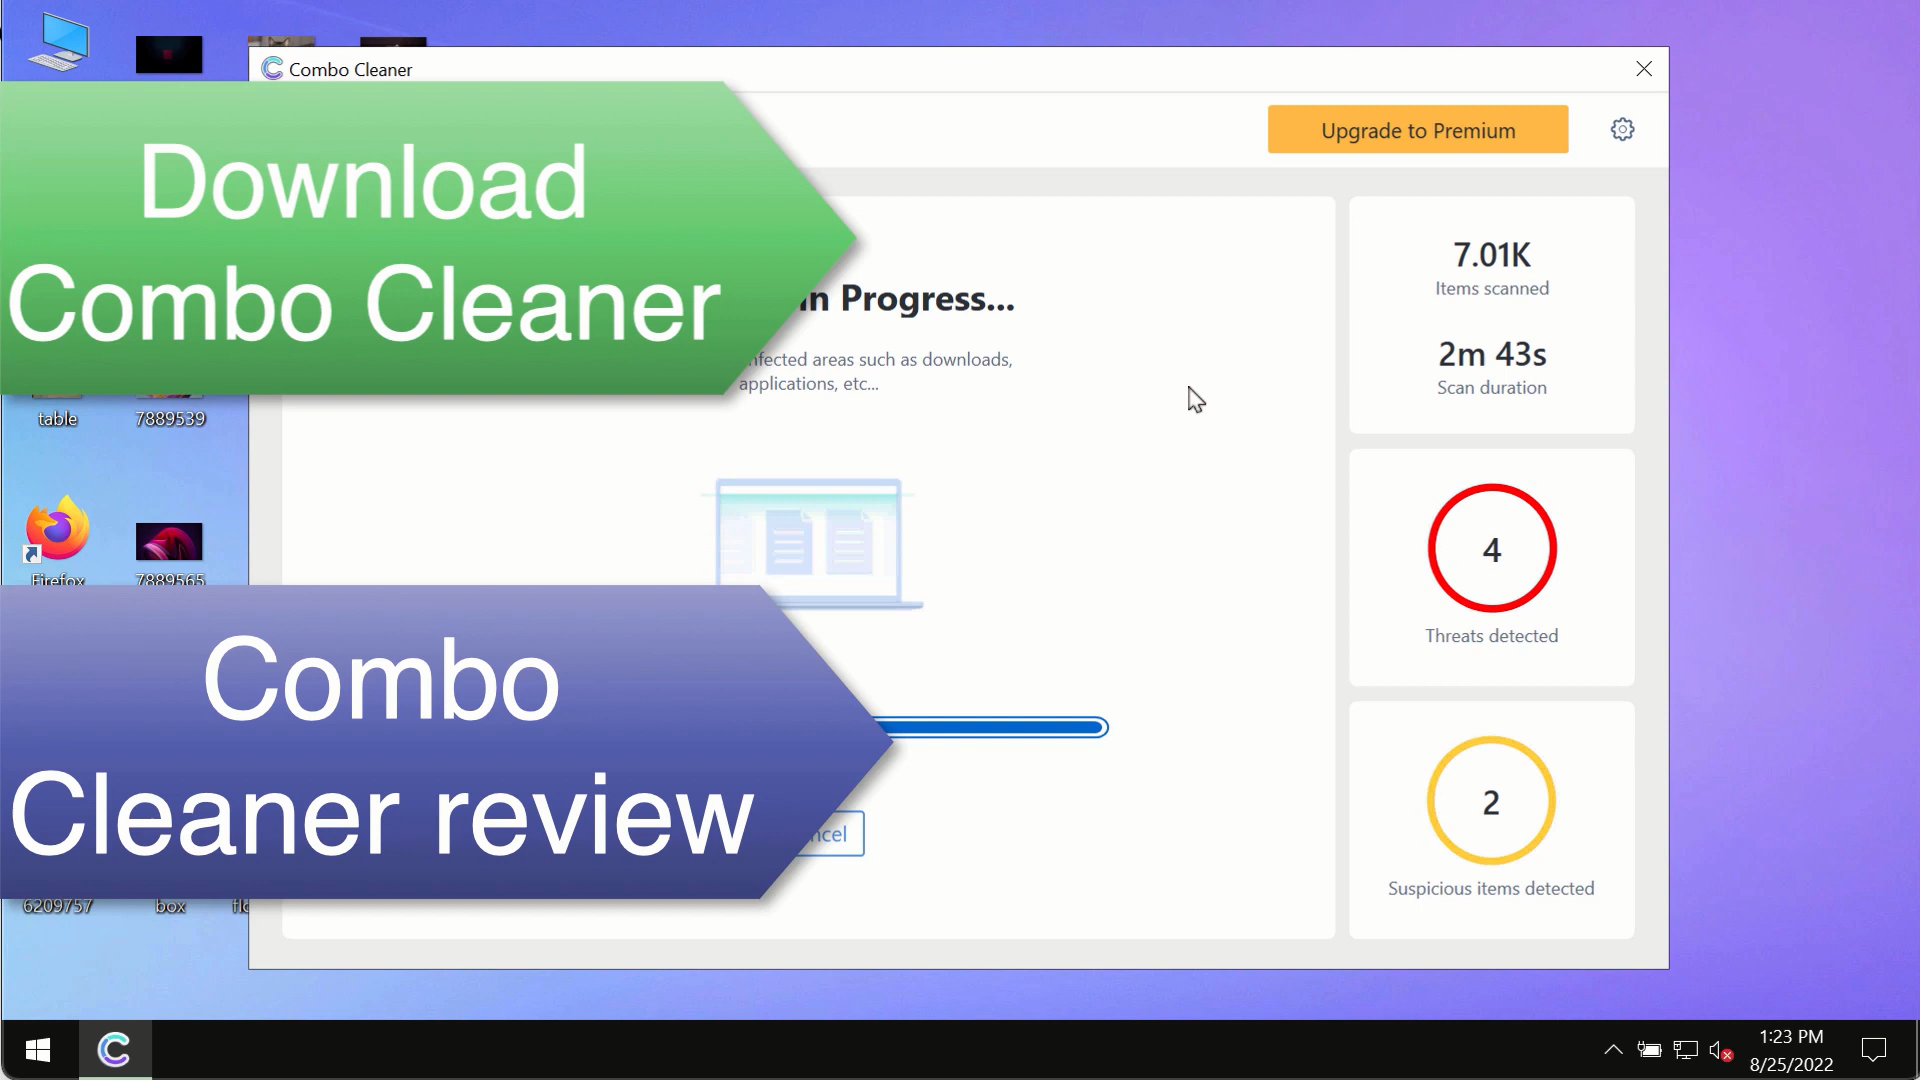 Combo Cleaner
Download
Combo Cleaner
Upgrade to Premium
in Progress...
infected areas such as downloads,
applications, etc...
7.01K
Items scanned
2m 43s
Scan duration
4
Threats detected
2
Suspicious items detected
table
7889539
Firefox
7889565
Combo
Cleaner review
6209757
box
1:23 PM
8/25/2022